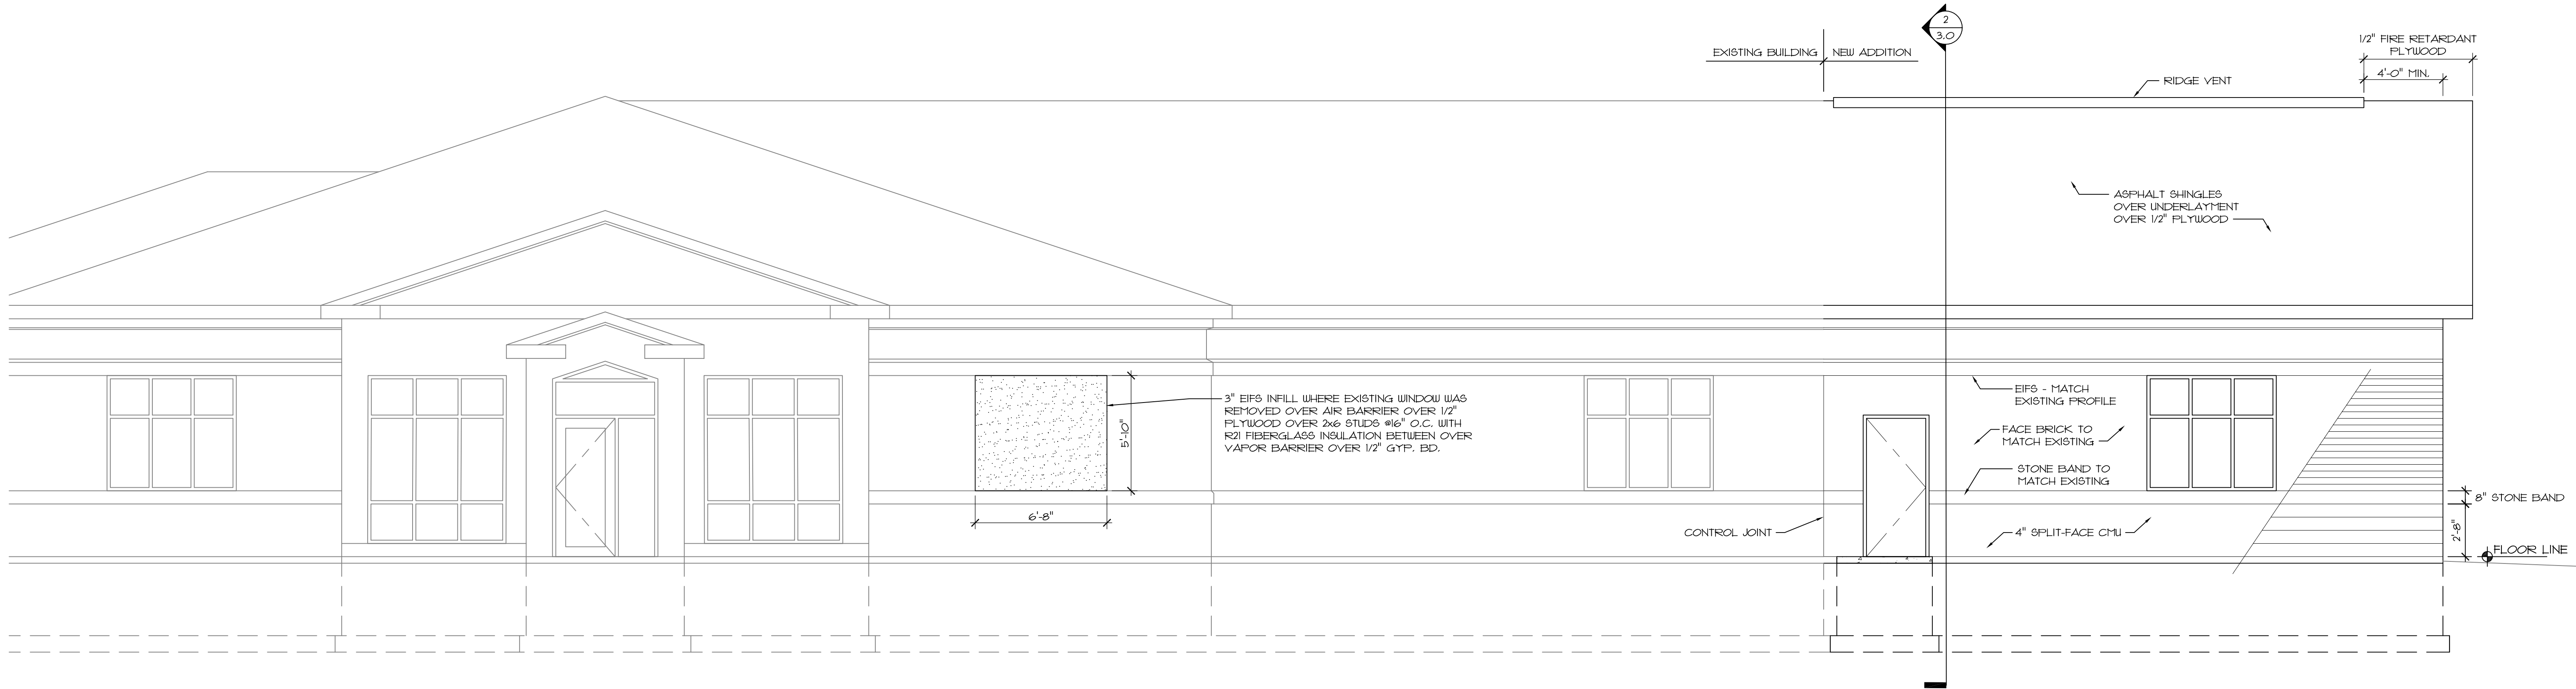 EXISTING BUILDING
NEW ADDITION
2
3.0
1/2" FIRE RETARDANT
PLYWOOD
4'-0" MIN.
RIDGE VENT
ASPHALT SHINGLES
OVER UNDERLAYMENT
OVER 1/2" PLYWOOD
3" EIFS INFILL WHERE EXISTING WINDOW WAS
REMOVED OVER AIR BARRIER OVER 1/2"
PLYWOOD OVER 2x6 STUDS @16" O.C. WITH
R21 FIBERGLASS INSULATION BETWEEN OVER
VAPOR BARRIER OVER 1/2" GYP. BD.
5'-10"
6'-8"
EIFS - MATCH
EXISTING PROFILE
FACE BRICK TO
MATCH EXISTING
STONE BAND TO
MATCH EXISTING
CONTROL JOINT
4" SPLIT-FACE CMU
8" STONE BAND
2'-8"
FLOOR LINE